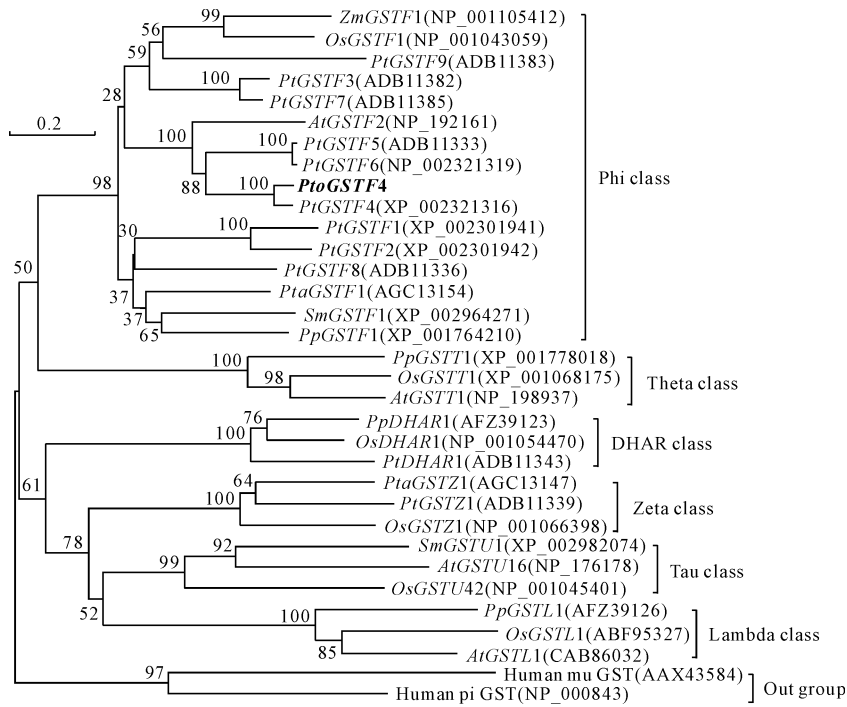 99
ZmGSTF1(NP_001105412)
56
OsGSTF1(NP_001043059)
59
PtGSTF9(ADB11383)
100
PtGSTF3(ADB11382)
28
PtGSTF7(ADB11385)
0.2
AtGSTF2(NP_192161)
100
100
PtGSTF5(ADB11333)
PtGSTF6(NP_002321319)
98
88
100
PtoGSTF4
Phi class
PtGSTF4(XP_002321316)
30
100
PtGSTF1(XP_002301941)
PtGSTF2(XP_002301942)
50
PtGSTF8(ADB11336)
37
PtaGSTF1(AGC13154)
37
SmGSTF1(XP_002964271)
65
PpGSTF1(XP_001764210)
100
PpGSTT1(XP_001778018)
98
OsGSTT1(XP_001068175)
Theta class
AtGSTT1(NP_198937)
76
PpDHAR1(AFZ39123)
100
OsDHAR1(NP_001054470)
DHAR class
PtDHAR1(ADB11343)
61
64
PtaGSTZ1(AGC13147)
100
PtGSTZ1(ADB11339)
Zeta class
OsGSTZ1(NP_001066398)
78
92
SmGSTU1(XP_002982074)
99
AtGSTU16(NP_176178)
Tau class
OsGSTU42(NP_001045401)
52
100
PpGSTL1(AFZ39126)
OsGSTL1(ABF95327)
Lambda class
85
AtGSTL1(CAB86032)
97
Human mu GST(AAX43584)
Out group
Human pi GST(NP_000843)